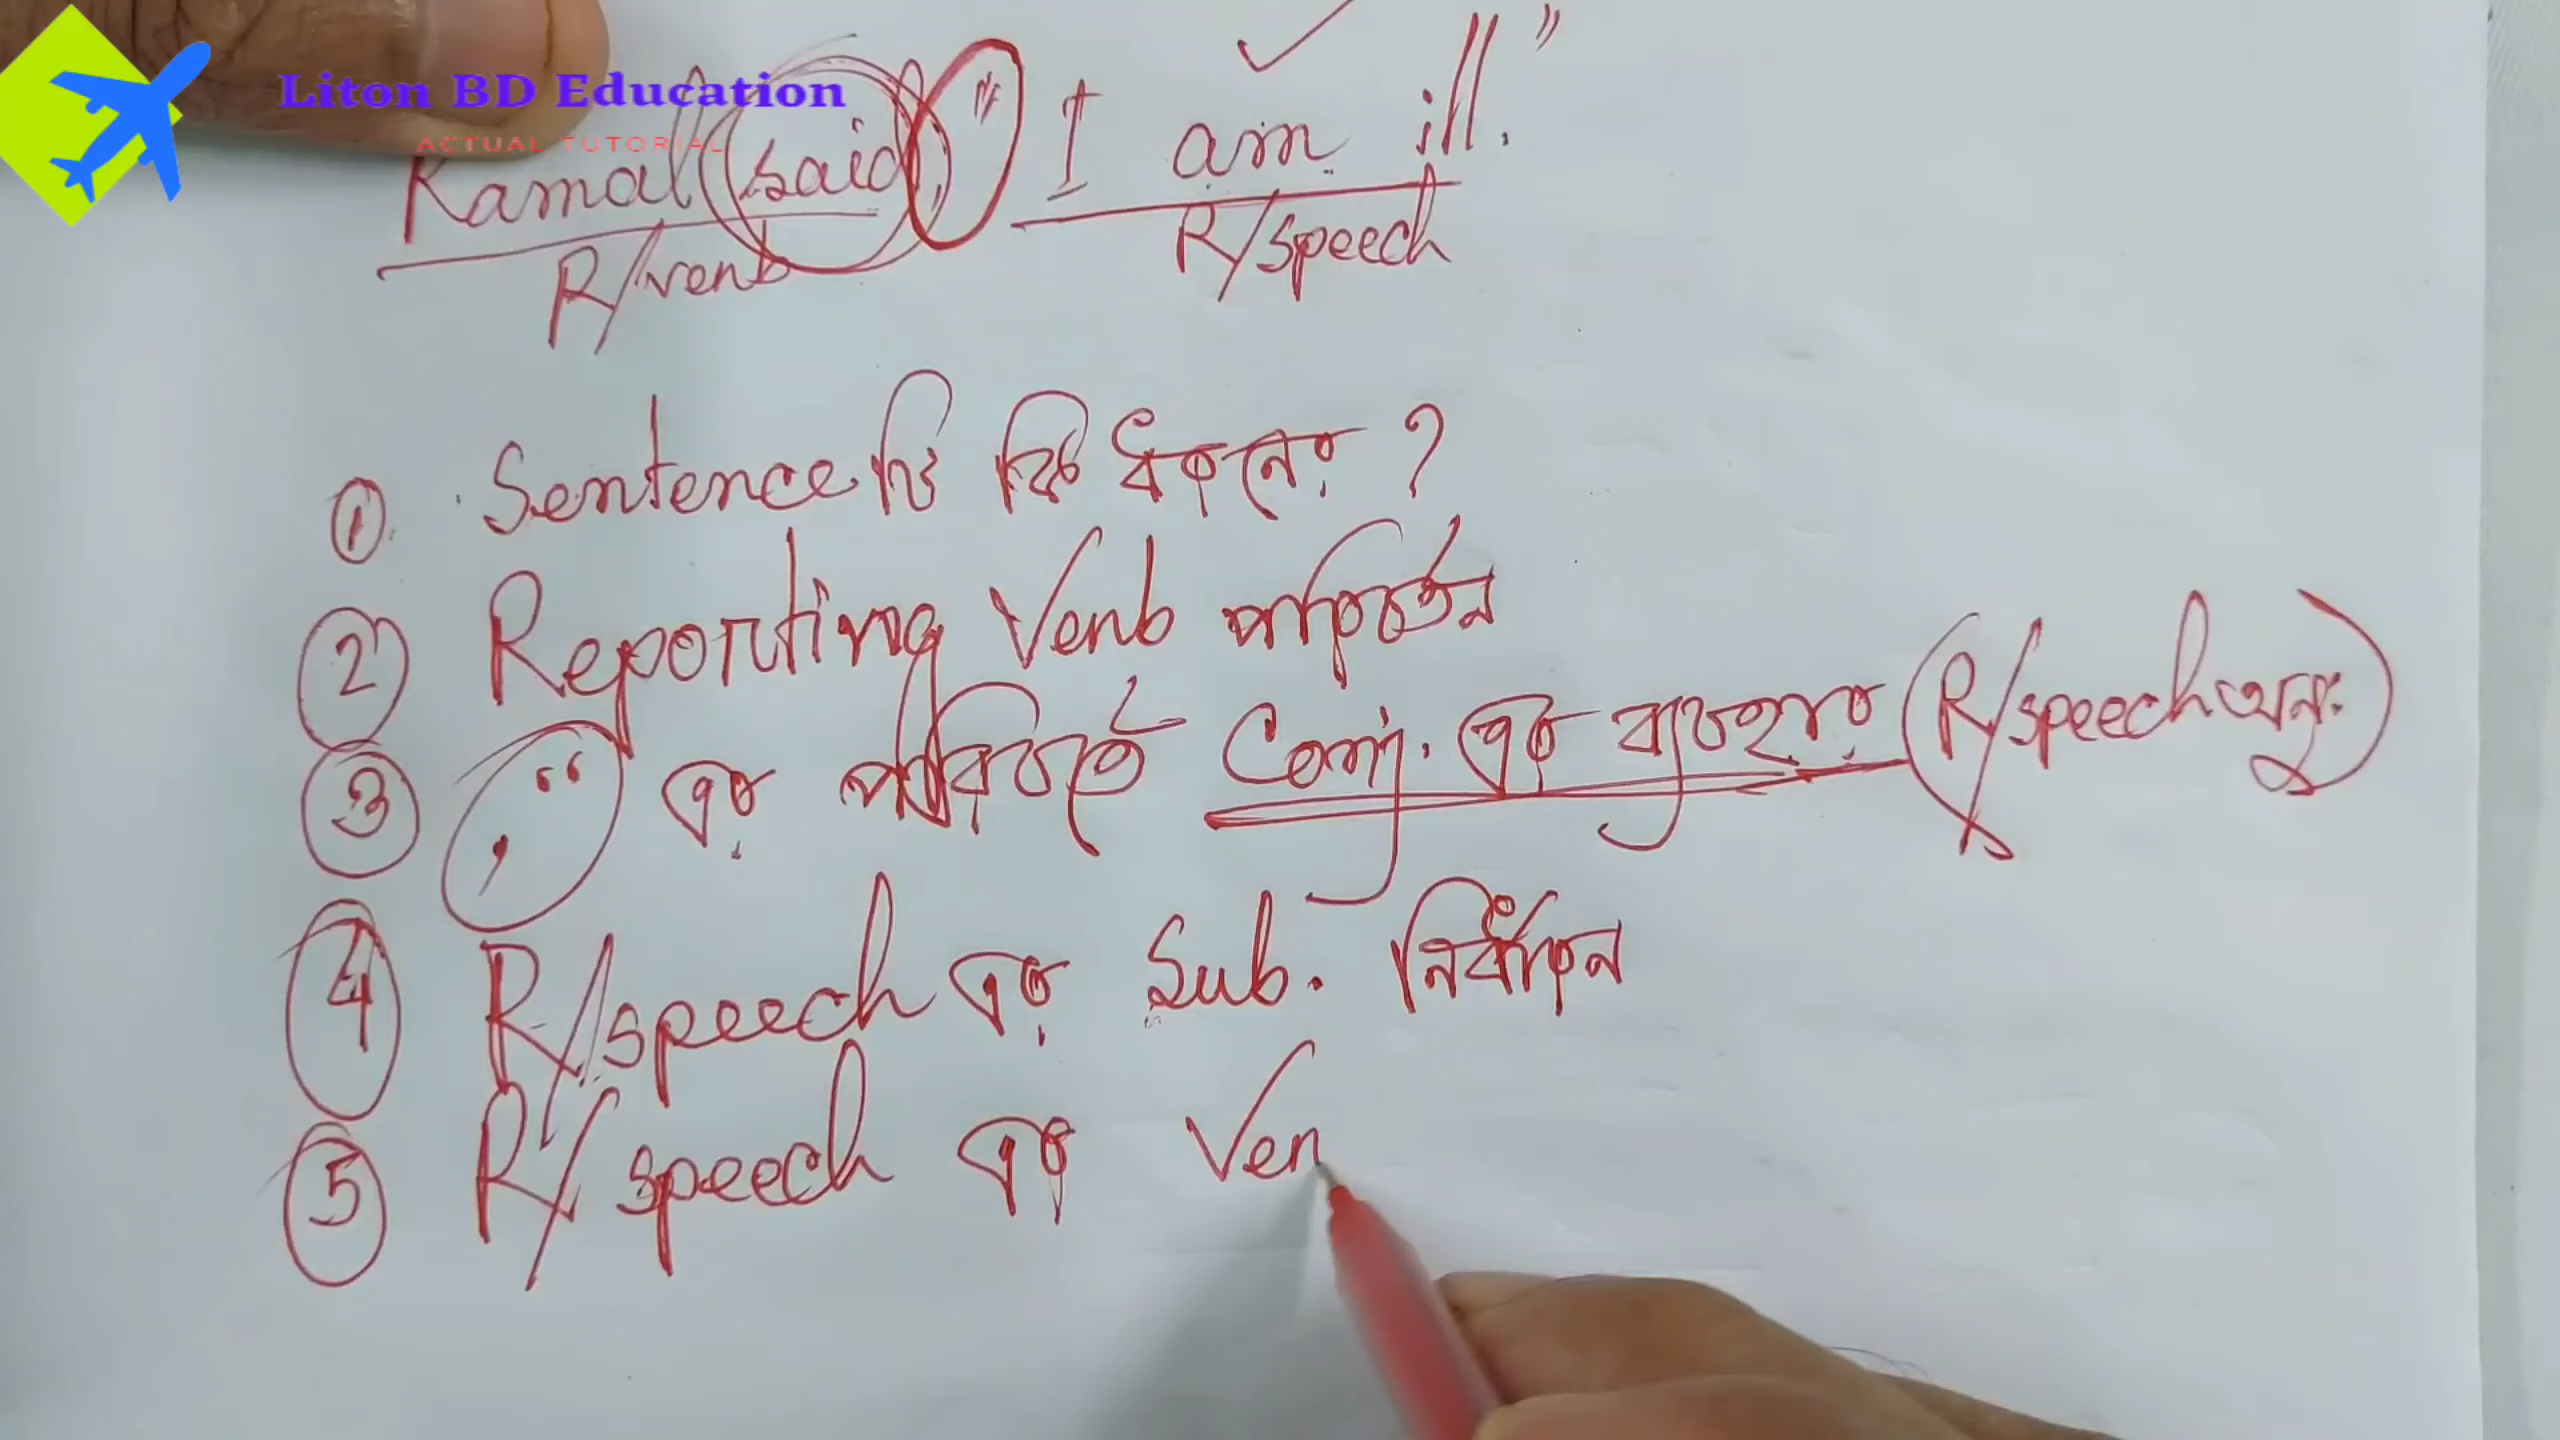 Liton BD Education
ACTUAL TUTORIAL
Kamal said, " I am ill."
R/verb R/speech
① Sentence টি কি ধরনের ?
② Reporting Verb পরিবর্তন
③ , “ এর পরিবর্তে Conj. এর ব্যবহার (R/speech অনুঃ)
④ R/speech এর Sub. নির্ধারন
⑤ R/speech এর Ver